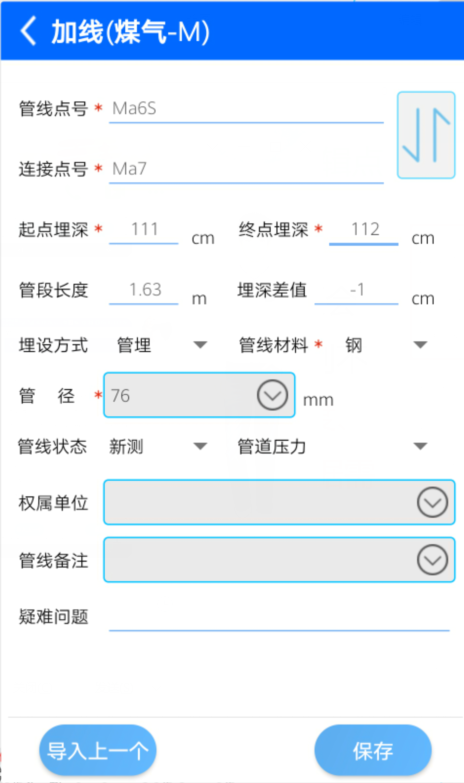 加线(煤气-M)
管线点号 * Ma6S
连接点号 * Ma7
起点埋深 * 111 cm 终点埋深 * 112 cm
管段长度 1.63 m 埋深差值 -1 cm
埋设方式 管埋 管线材料 * 钢
管 径 * 76 mm
管线状态 新测 管道压力
权属单位
管线备注
疑难问题
导入上一个 保存